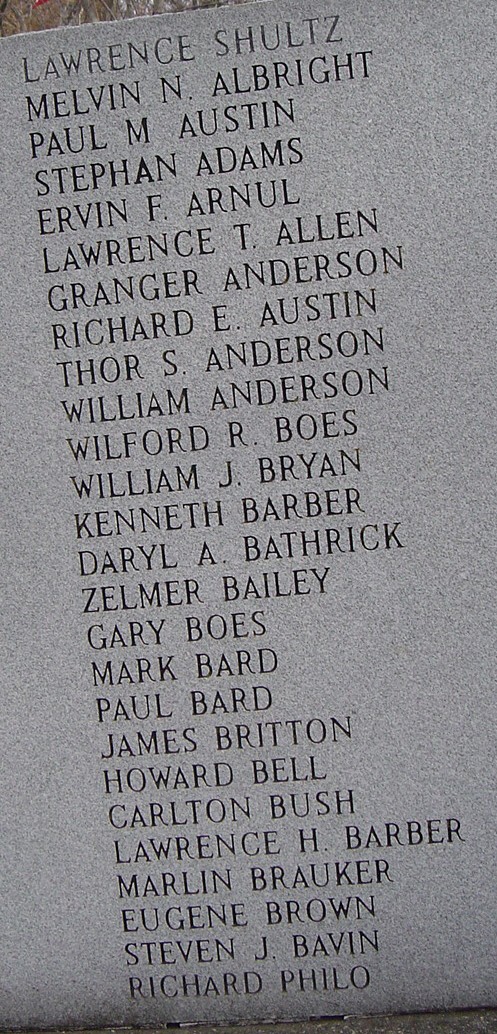 LAWRENCE SHULTZ
MELVIN N. ALBRIGHT
PAUL M AUSTIN
STEPHAN ADAMS
ERVIN F. ARNUL
LAWRENCE T. ALLEN
GRANGER ANDERSON
RICHARD E. AUSTIN
THOR S. ANDERSON
WILLIAM ANDERSON
WILFORD R. BOES
WILLIAM J. BRYAN
KENNETH BARBER
DARYL A. BATHRICK
ZELMER BAILEY
GARY BOES
MARK BARD
PAUL BARD
JAMES BRITTON
HOWARD BELL
CARLTON BUSH
LAWRENCE H. BARBER
MARLIN BRAUKER
EUGENE BROWN
STEVEN J. BAVIN
RICHARD PHILO